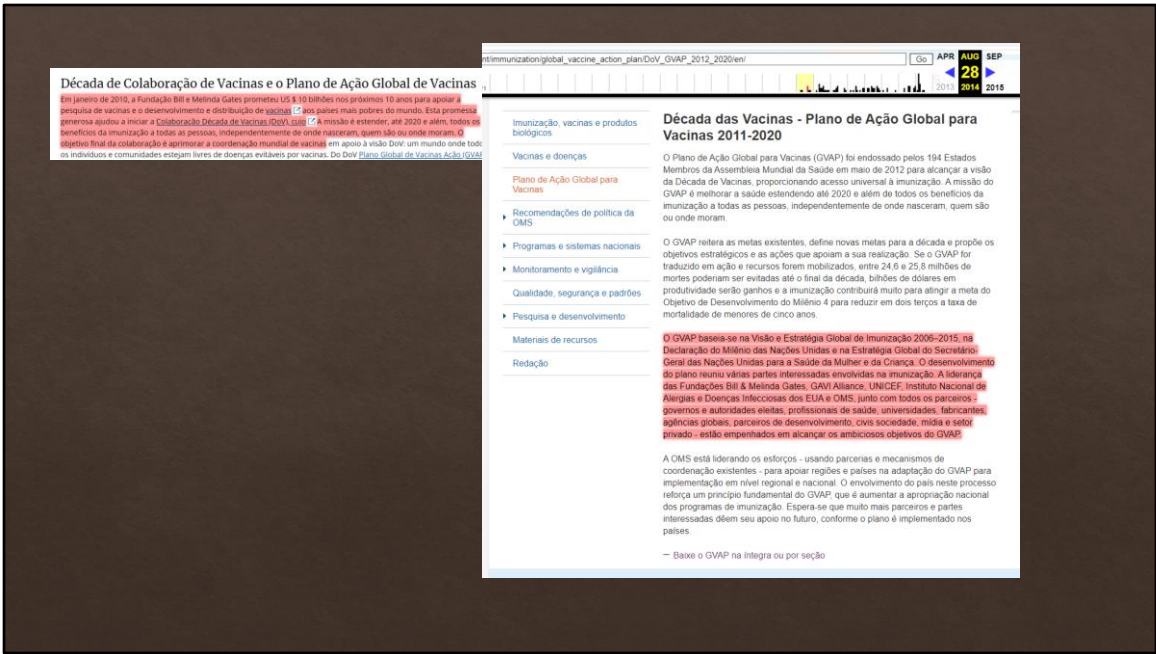 Década de Colaboração de Vacinas e o Plano de Ação Global de Vacinas
Em janeiro de 2010, a Fundação Bill e Melinda Gates prometeu US $ 10 bilhões nos próximos 10 anos para apoiar a
pesquisa de vacinas e o desenvolvimento e distribuição de vacinas aos países mais pobres do mundo. Esta promessa
generosa ajudou a iniciar a Colaboração Década de Vacinas (DoV), cujo A missão é estender, até 2020 e além, todos os
benefícios da imunização a todas as pessoas, independentemente de onde nasceram, quem são ou onde moram. O
objetivo final da colaboração é aprimorar a coordenação mundial de vacinas em apoio à visão DoV: um mundo onde todo
os indivíduos e comunidades estejam livres de doenças evitáveis por vacinas. Do DoV Plano Global de Vacinas Ação (GVAP
nt/immunization/global_vaccine_action_plan/DoV_GVAP_2012_2020/en/
Go
APR AUG SEP
28
2013 2014 2015
Imunização, vacinas e produtos
biológicos
Vacinas e doenças
Plano de Ação Global para
Vacinas
Recomendações de política da
OMS
Programas e sistemas nacionais
Monitoramento e vigilância
Qualidade, segurança e padrões
Pesquisa e desenvolvimento
Materiais de recursos
Redação
Década das Vacinas - Plano de Ação Global para
Vacinas 2011-2020
O Plano de Ação Global para Vacinas (GVAP) foi endossado pelos 194 Estados
Membros da Assembleia Mundial da Saúde em maio de 2012 para alcançar a visão
da Década de Vacinas, proporcionando acesso universal à imunização. A missão do
GVAP é melhorar a saúde estendendo até 2020 e além de todos os benefícios da
imunização a todas as pessoas, independentemente de onde nasceram, quem são
ou onde moram.
O GVAP reitera as metas existentes, define novas metas para a década e propõe os
objetivos estratégicos e as ações que apoiam a sua realização. Se o GVAP for
traduzido em ação e recursos forem mobilizados, entre 24,6 e 25,8 milhões de
mortes poderiam ser evitadas até o final da década, bilhões de dólares em
produtividade serão ganhos e a imunização contribuirá muito para atingir a meta do
Objetivo de Desenvolvimento do Milênio 4 para reduzir em dois terços a taxa de
mortalidade de menores de cinco anos.
O GVAP baseia-se na Visão e Estratégia Global de Imunização 2006–2015, na
Declaração do Milênio das Nações Unidas e na Estratégia Global do Secretário-
Geral das Nações Unidas para a Saúde da Mulher e da Criança. O desenvolvimento
do plano reuniu várias partes interessadas envolvidas na imunização. A liderança
das Fundações Bill & Melinda Gates, GAVI Alliance, UNICEF, Instituto Nacional de
Alergias e Doenças Infecciosas dos EUA e OMS, junto com todos os parceiros -
governos e autoridades eleitas, profissionais de saúde, universidades, fabricantes,
agências globais, parceiros de desenvolvimento, civis sociedade, mídia e setor
privado - estão empenhados em alcançar os ambiciosos objetivos do GVAP.
A OMS está liderando os esforços - usando parcerias e mecanismos de
coordenação existentes - para apoiar regiões e países na adaptação do GVAP para
implementação em nível regional e nacional. O envolvimento do país neste processo
reforça um princípio fundamental do GVAP, que é aumentar a apropriação nacional
dos programas de imunização. Espera-se que muito mais parceiros e partes
interessadas dêem seu apoio no futuro, conforme o plano é implementado nos
países.
— Baixe o GVAP na íntegra ou por seção